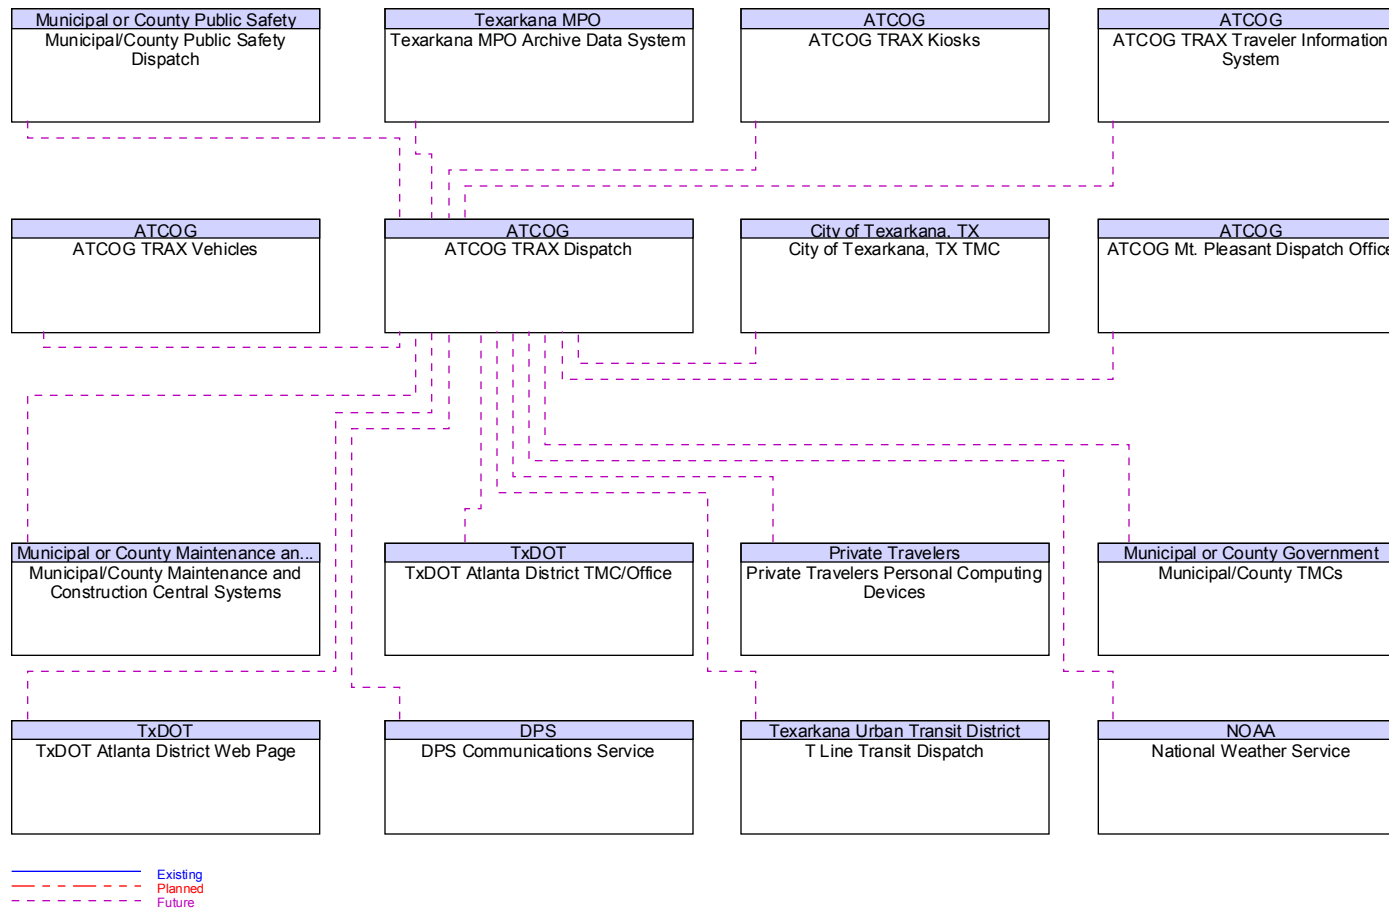 Municipal or County Public Safety
Municipal/County Public Safety
Dispatch
Texarkana MPO
Texarkana MPO Archive Data System
ATCOG
ATCOG TRAX Kiosks
ATCOG
ATCOG TRAX Traveler Information
System
ATCOG
ATCOG TRAX Vehicles
ATCOG
ATCOG TRAX Dispatch
City of Texarkana, TX
City of Texarkana, TX TMC
ATCOG
ATCOG Mt. Pleasant Dispatch Office
Municipal or County Maintenance an...
Municipal/County Maintenance and
Construction Central Systems
TxDOT
TxDOT Atlanta District TMC/Office
Private Travelers
Private Travelers Personal Computing
Devices
Municipal or County Government
Municipal/County TMCs
TxDOT
TxDOT Atlanta District Web Page
DPS
DPS Communications Service
Texarkana Urban Transit District
T Line Transit Dispatch
NOAA
National Weather Service
Existing
Planned
Future